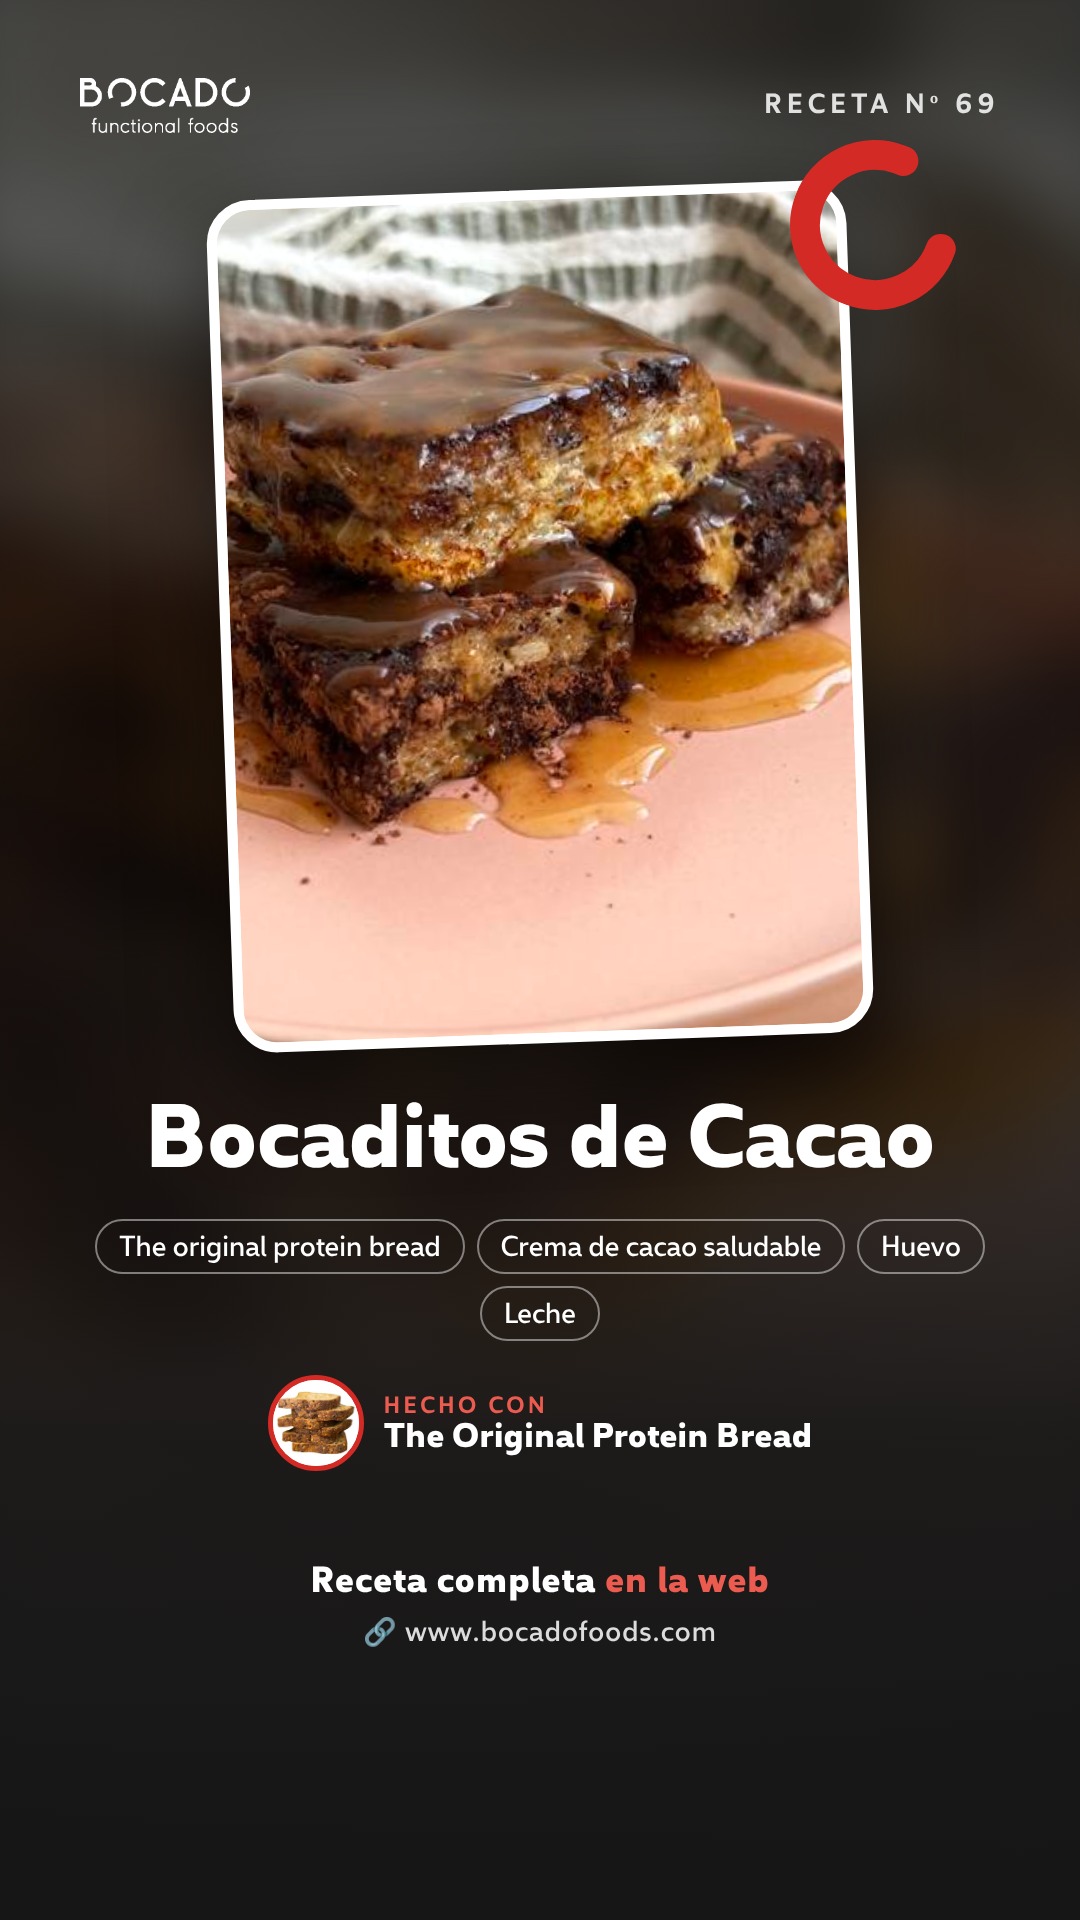 BOCADO
functional foods
RECETA Nº 69
Bocaditos de Cacao
The original protein bread
Crema de cacao saludable
Huevo
Leche
HECHO CON
The Original Protein Bread
Receta completa en la web
www.bocadofoods.com